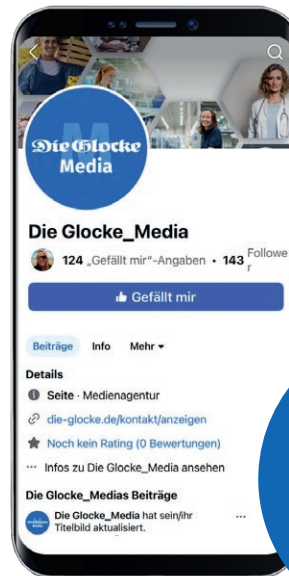 Die Glocke
Media
Die Glocke_Media
124 „Gefällt mir“-Angaben • 143 Followe
r
Gefällt mir
Beiträge Info Mehr
Details
Seite · Medienagentur
die-glocke.de/kontakt/anzeigen
Noch kein Rating (0 Bewertungen)
Infos zu Die Glocke_Media ansehen
Die Glocke_Medias Beiträge
Die Glocke_Media hat sein/ihr
Titelbild aktualisiert.